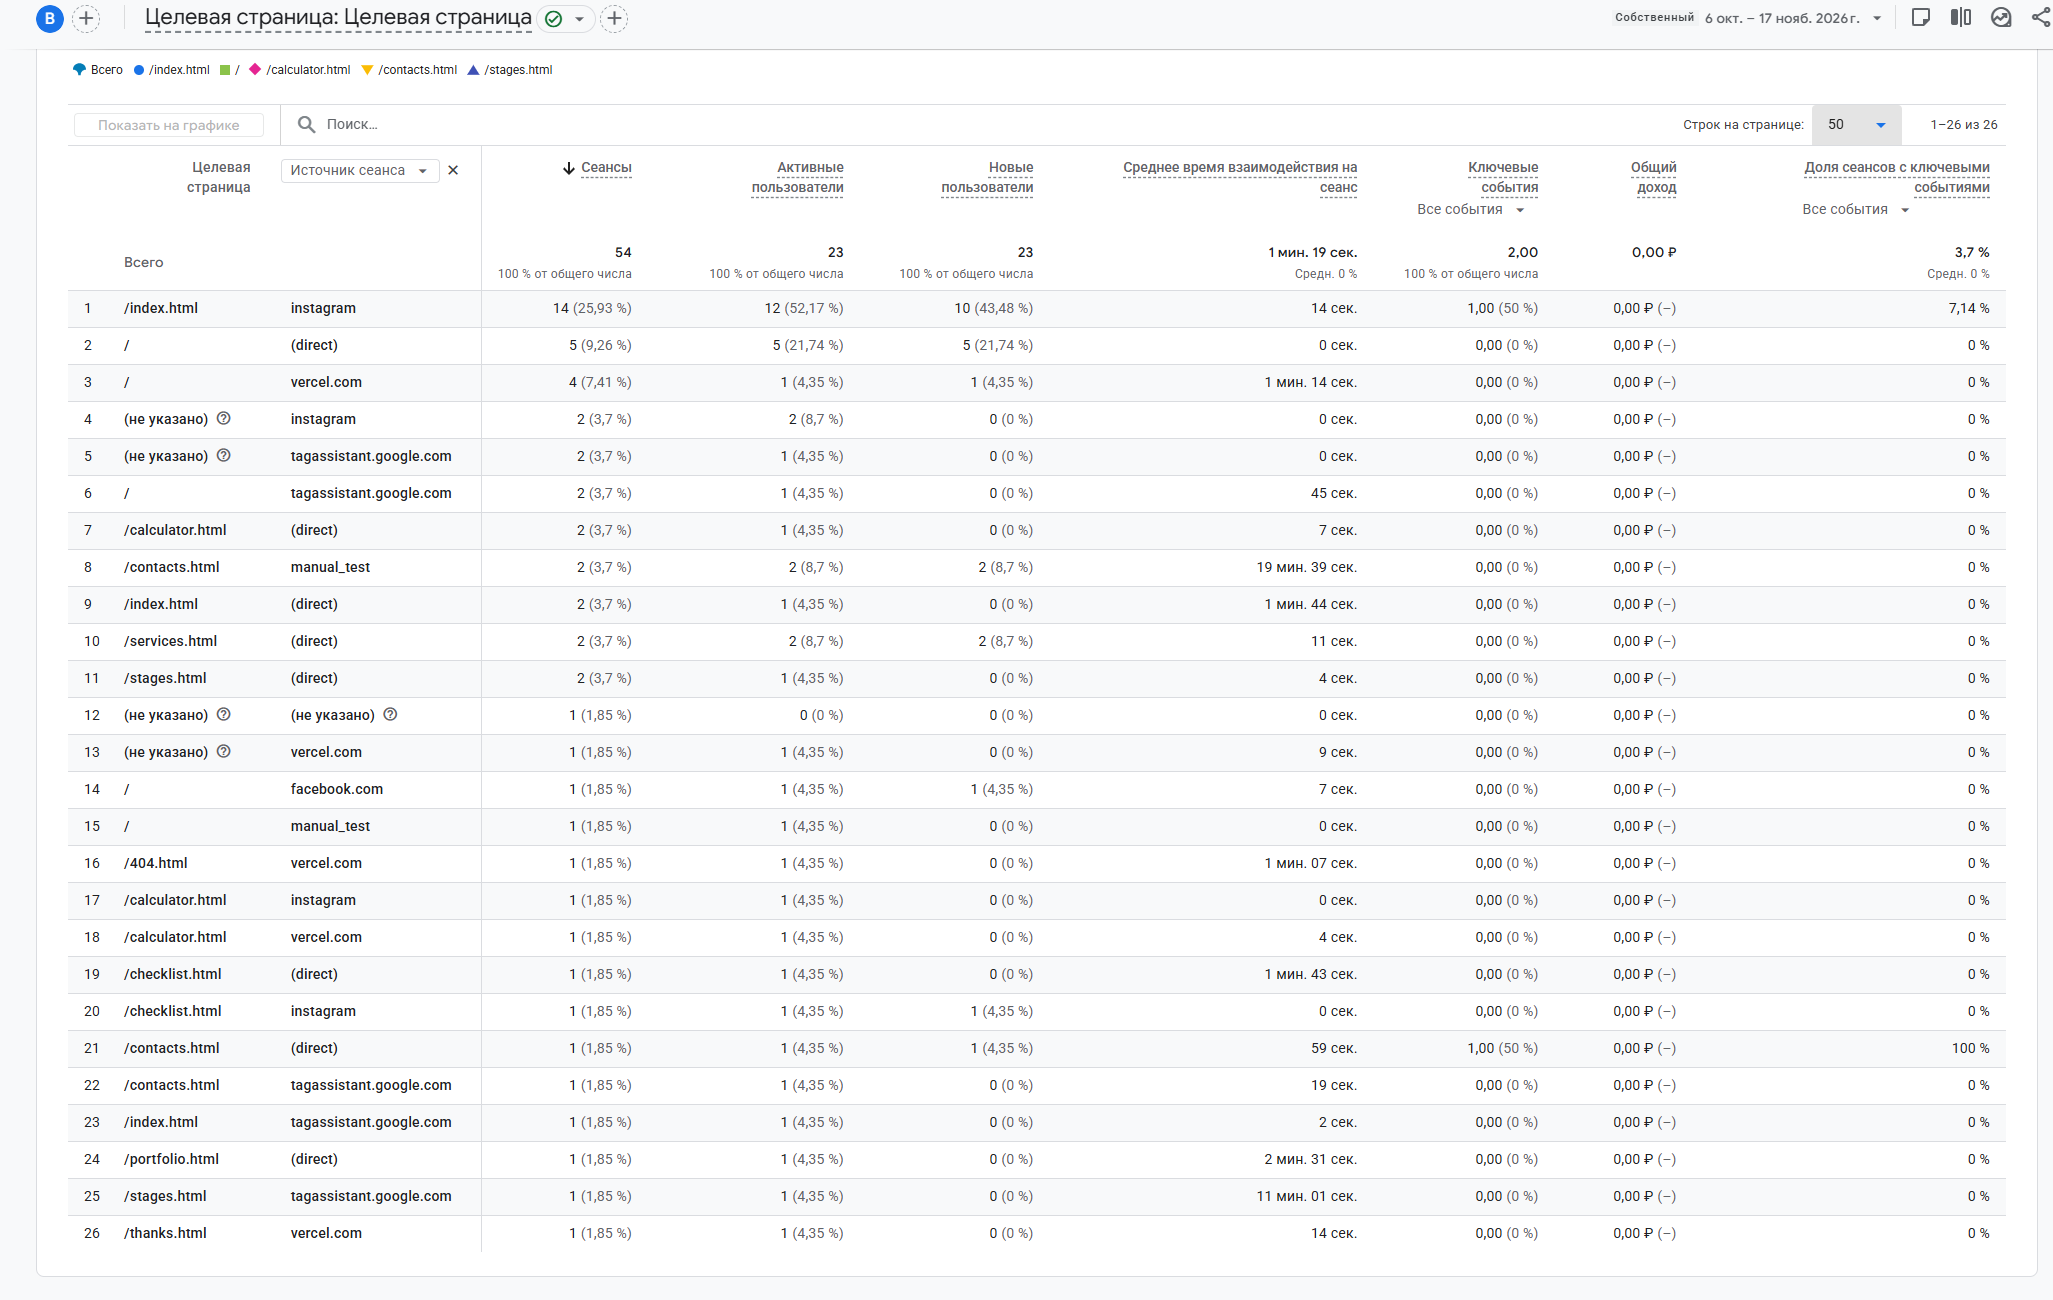 B
Целевая страница: Целевая страница
Собственный 6 окт. – 17 нояб. 2026 г.
Всего /index.html / /calculator.html /contacts.html /stages.html
Показать на графике Поиск... Строк на странице: 50 1–26 из 26
Целевая страница Источник сеанса Сеансы Активные пользователи Новые пользователи Среднее время взаимодействия на сеанс Ключевые события Все события Общий доход Доля сеансов с ключевыми событиями Все события
Всего 54 23 23 1 мин. 19 сек. 2,00 0,00 ₽ 3,7 %
100 % от общего числа 100 % от общего числа 100 % от общего числа Средн. 0 % 100 % от общего числа Средн. 0 %
1 /index.html instagram 14 (25,93 %) 12 (52,17 %) 10 (43,48 %) 14 сек. 1,00 (50 %) 0,00 ₽ (–) 7,14 %
2 / (direct) 5 (9,26 %) 5 (21,74 %) 5 (21,74 %) 0 сек. 0,00 (0 %) 0,00 ₽ (–) 0 %
3 / vercel.com 4 (7,41 %) 1 (4,35 %) 1 (4,35 %) 1 мин. 14 сек. 0,00 (0 %) 0,00 ₽ (–) 0 %
4 (не указано) instagram 2 (3,7 %) 2 (8,7 %) 0 (0 %) 0 сек. 0,00 (0 %) 0,00 ₽ (–) 0 %
5 (не указано) tagassistant.google.com 2 (3,7 %) 1 (4,35 %) 0 (0 %) 0 сек. 0,00 (0 %) 0,00 ₽ (–) 0 %
6 / tagassistant.google.com 2 (3,7 %) 1 (4,35 %) 0 (0 %) 45 сек. 0,00 (0 %) 0,00 ₽ (–) 0 %
7 /calculator.html (direct) 2 (3,7 %) 1 (4,35 %) 0 (0 %) 7 сек. 0,00 (0 %) 0,00 ₽ (–) 0 %
8 /contacts.html manual_test 2 (3,7 %) 2 (8,7 %) 2 (8,7 %) 19 мин. 39 сек. 0,00 (0 %) 0,00 ₽ (–) 0 %
9 /index.html (direct) 2 (3,7 %) 1 (4,35 %) 0 (0 %) 1 мин. 44 сек. 0,00 (0 %) 0,00 ₽ (–) 0 %
10 /services.html (direct) 2 (3,7 %) 2 (8,7 %) 2 (8,7 %) 11 сек. 0,00 (0 %) 0,00 ₽ (–) 0 %
11 /stages.html (direct) 2 (3,7 %) 1 (4,35 %) 0 (0 %) 4 сек. 0,00 (0 %) 0,00 ₽ (–) 0 %
12 (не указано) (не указано) 1 (1,85 %) 0 (0 %) 0 (0 %) 0 сек. 0,00 (0 %) 0,00 ₽ (–) 0 %
13 (не указано) vercel.com 1 (1,85 %) 1 (4,35 %) 0 (0 %) 9 сек. 0,00 (0 %) 0,00 ₽ (–) 0 %
14 / facebook.com 1 (1,85 %) 1 (4,35 %) 1 (4,35 %) 7 сек. 0,00 (0 %) 0,00 ₽ (–) 0 %
15 / manual_test 1 (1,85 %) 1 (4,35 %) 0 (0 %) 0 сек. 0,00 (0 %) 0,00 ₽ (–) 0 %
16 /404.html vercel.com 1 (1,85 %) 1 (4,35 %) 0 (0 %) 1 мин. 07 сек. 0,00 (0 %) 0,00 ₽ (–) 0 %
17 /calculator.html instagram 1 (1,85 %) 1 (4,35 %) 0 (0 %) 0 сек. 0,00 (0 %) 0,00 ₽ (–) 0 %
18 /calculator.html vercel.com 1 (1,85 %) 1 (4,35 %) 0 (0 %) 4 сек. 0,00 (0 %) 0,00 ₽ (–) 0 %
19 /checklist.html (direct) 1 (1,85 %) 1 (4,35 %) 0 (0 %) 1 мин. 43 сек. 0,00 (0 %) 0,00 ₽ (–) 0 %
20 /checklist.html instagram 1 (1,85 %) 1 (4,35 %) 1 (4,35 %) 0 сек. 0,00 (0 %) 0,00 ₽ (–) 0 %
21 /contacts.html (direct) 1 (1,85 %) 1 (4,35 %) 1 (4,35 %) 59 сек. 1,00 (50 %) 0,00 ₽ (–) 100 %
22 /contacts.html tagassistant.google.com 1 (1,85 %) 1 (4,35 %) 0 (0 %) 19 сек. 0,00 (0 %) 0,00 ₽ (–) 0 %
23 /index.html tagassistant.google.com 1 (1,85 %) 1 (4,35 %) 0 (0 %) 2 сек. 0,00 (0 %) 0,00 ₽ (–) 0 %
24 /portfolio.html (direct) 1 (1,85 %) 1 (4,35 %) 0 (0 %) 2 мин. 31 сек. 0,00 (0 %) 0,00 ₽ (–) 0 %
25 /stages.html tagassistant.google.com 1 (1,85 %) 1 (4,35 %) 0 (0 %) 11 мин. 01 сек. 0,00 (0 %) 0,00 ₽ (–) 0 %
26 /thanks.html vercel.com 1 (1,85 %) 1 (4,35 %) 0 (0 %) 14 сек. 0,00 (0 %) 0,00 ₽ (–) 0 %